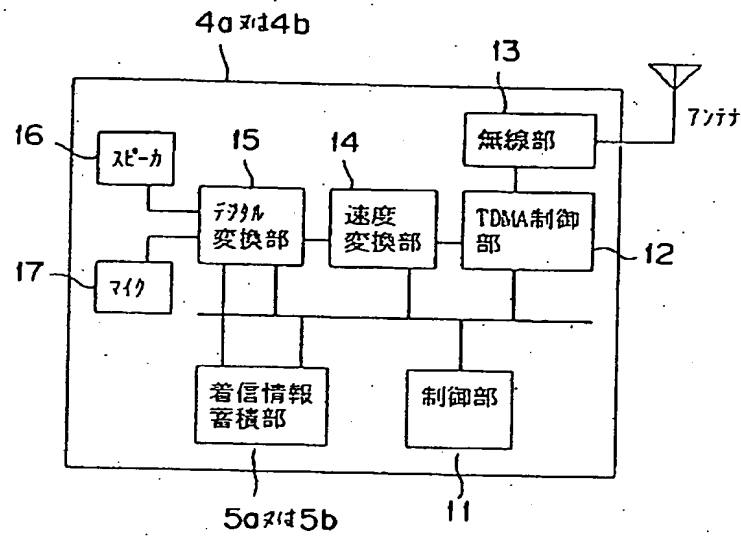 4a又は4b
13
アンテナ
無線部
16
スピーカ
15
14
デジタル
変換部
速度
変換部
TDMA制御
部
12
17
マイク
着信情報
蓄積部
制御部
5a又は5b
11